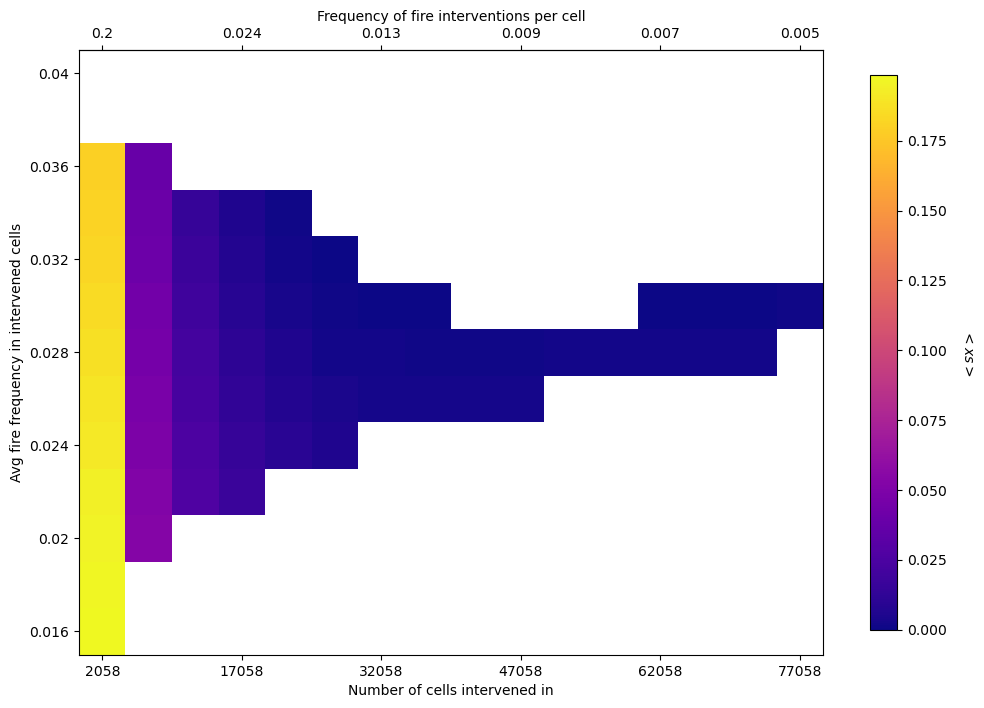 Frequency of fire interventions per cell
0.2 0.024 0.013 0.009 0.007 0.005
0.04
0.036
0.032
0.028
0.024
0.02
0.016
Avg fire frequency in intervened cells
2058 17058 32058 47058 62058 77058
Number of cells intervened in
0.175
0.150
0.125
0.100
0.075
0.050
0.025
0.000
< sx >